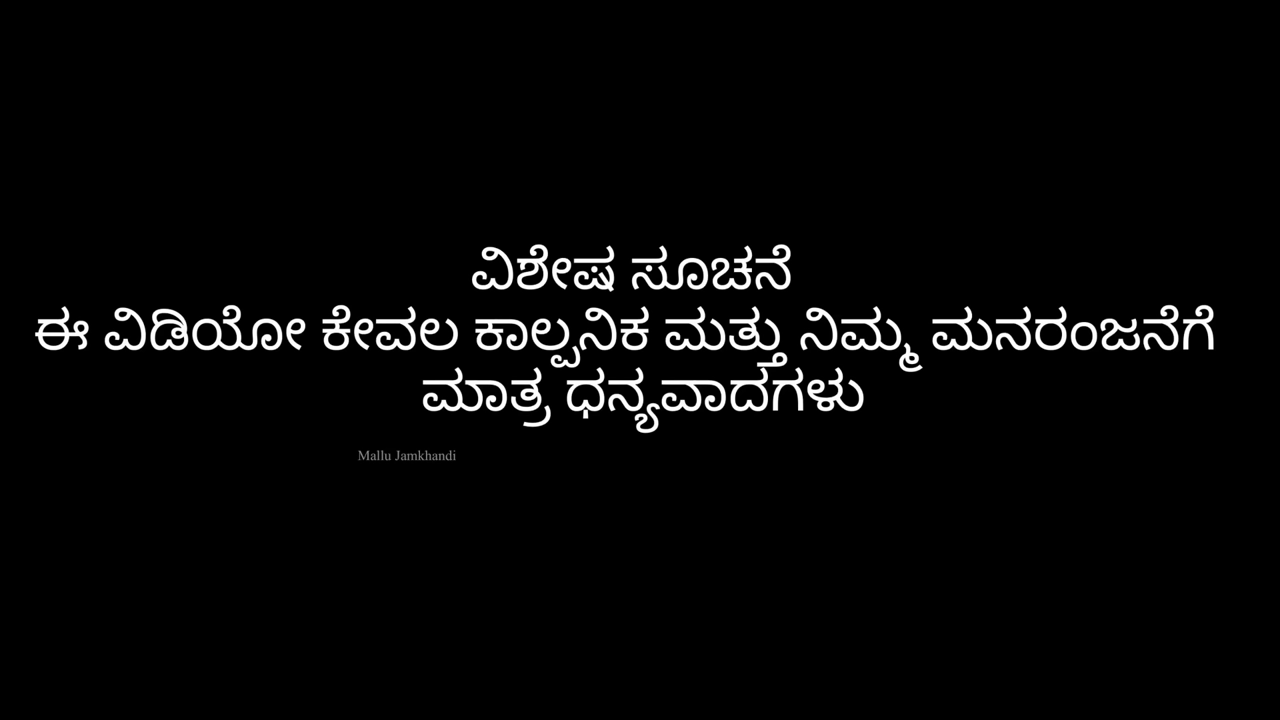 ವಿಶೇಷ ಸೂಚನೆ
ಈ ವಿಡಿಯೋ ಕೇವಲ ಕಾಲ್ಪನಿಕ ಮತ್ತು ನಿಮ್ಮ ಮನರಂಜನೆಗೆ
ಮಾತ್ರ ಧನ್ಯವಾದಗಳು
Mallu Jamkhandi